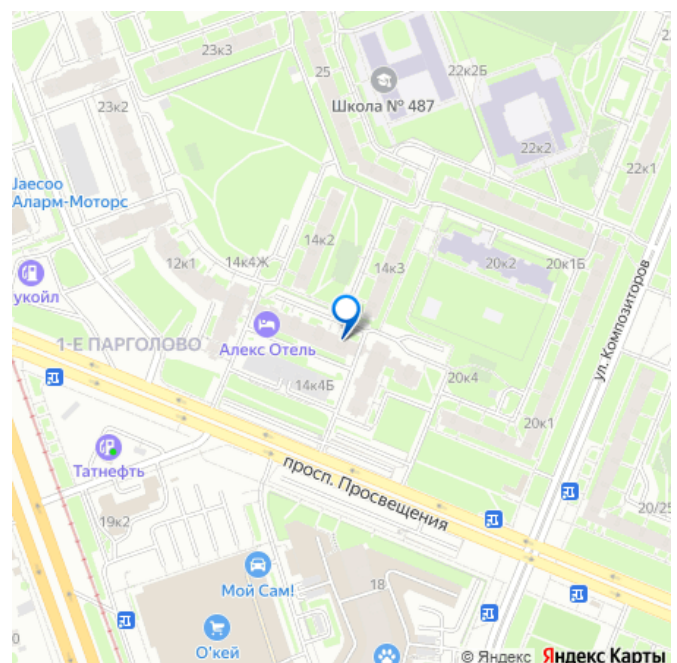 23к3
25
22к2Б
Школа № 487
23к2
22к2
22к1
Jaecoo
Аларм-Моторс
14к2
12к1
14к4Ж
14к3
20к2
20к1Б
укойл
ул. Композиторов
1-Е ПАРГОЛОВО
Алекс Отель
14к4Б
20к4
20к1
Татнефть
просп. Просвещения
19к2
20/25
Мой Сам!
18
О'кей
0
© Яндекс Яндекс Карты